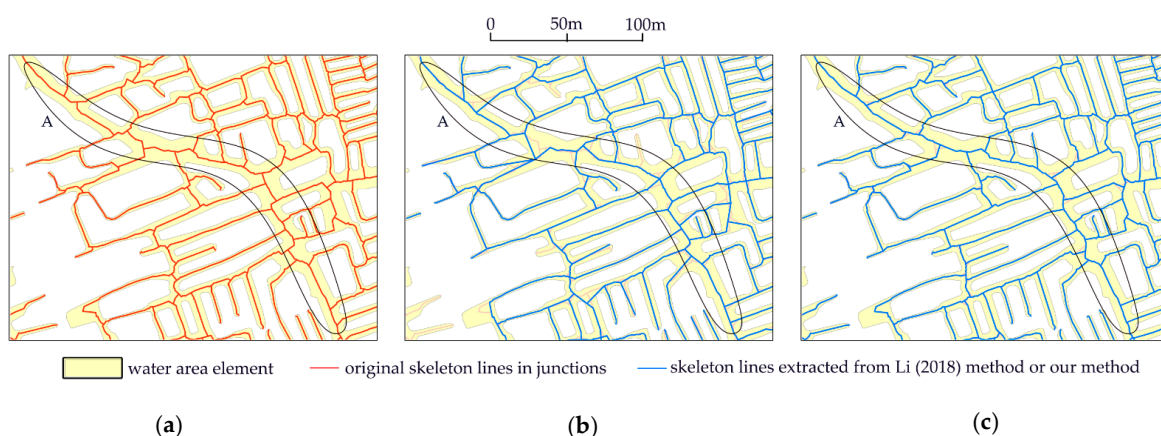 0 50m 100m
A A A
water area element original skeleton lines in junctions skeleton lines extracted from Li (2018) method or our method
(a) (b) (c)